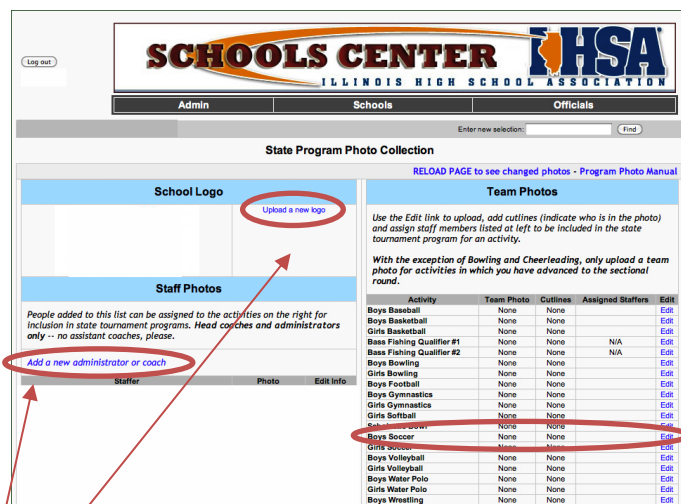 Log out
SCHOOLS CENTER
IHSA
ILLINOIS HIGH SCHOOL ASSOCIATION
Admin Schools Officials
Enter new selection: Find
State Program Photo Collection
RELOAD PAGE to see changed photos - Program Photo Manual
School Logo
Upload a new logo
Staff Photos
People added to this list can be assigned to the activities on the right for
inclusion in state tournament programs. Head coaches and administrators
only -- no assistant coaches, please.
Add a new administrator or coach
Staffer Photo Edit Info
Team Photos
Use the Edit link to upload, add cutlines (indicate who is in the photo)
and assign staff members listed at left to be included in the state
tournament program for an activity.
With the exception of Bowling and Cheerleading, only upload a team
photo for activities in which you have advanced to the sectional
round.
Activity Team Photo Cutlines Assigned Staffers Edit
Boys Baseball None None Edit
Boys Basketball None None Edit
Girls Basketball None None Edit
Bass Fishing Qualifier #1 None None N/A Edit
Bass Fishing Qualifier #2 None None N/A Edit
Boys Bowling None None Edit
Girls Bowling None None Edit
Boys Football None None Edit
Boys Gymnastics None None Edit
Girls Gymnastics None None Edit
Girls Softball None None Edit
Scholastic Bowl None None Edit
Boys Soccer None None Edit
Girls Soccer None None Edit
Boys Volleyball None None Edit
Girls Volleyball None None Edit
Boys Water Polo None None Edit
Girls Water Polo None None Edit
Boys Wrestling None None Edit